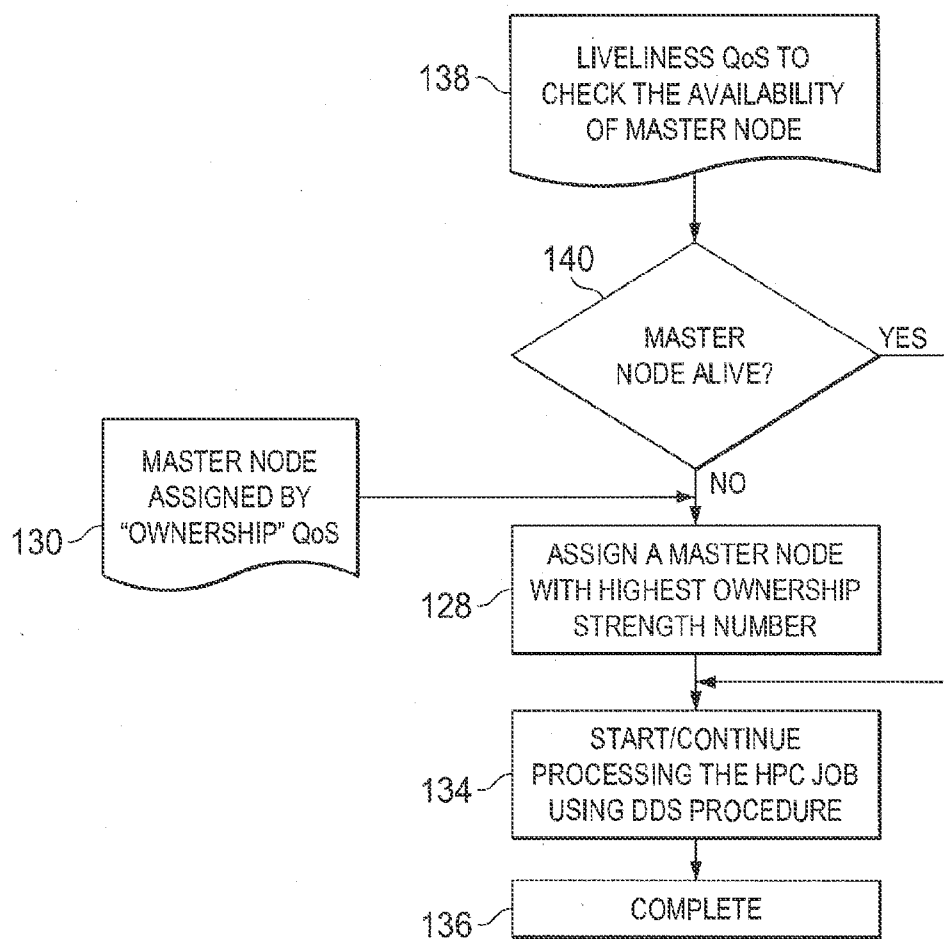 138
LIVELINESS QoS TO
CHECK THE AVAILABILITY
OF MASTER NODE
140
MASTER
NODE ALIVE?
YES
NO
130
MASTER NODE
ASSIGNED BY
“OWNERSHIP” QoS
128
ASSIGN A MASTER NODE
WITH HIGHEST OWNERSHIP
STRENGTH NUMBER
134
START/CONTINUE
PROCESSING THE HPC JOB
USING DDS PROCEDURE
136
COMPLETE